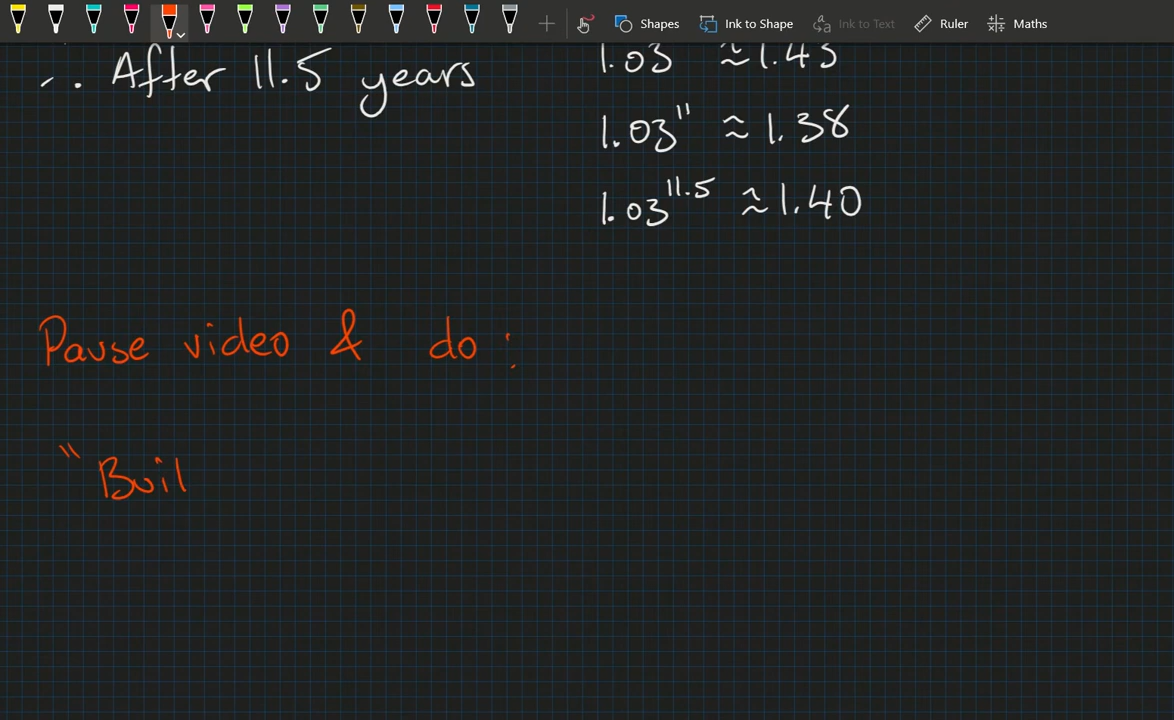 Shapes Ink to Shape Ink to Text Ruler Maths
∴ After 11.5 years
1.03 ≈ 1.43
1.03¹¹ ≈ 1.38
1.03¹¹·⁵ ≈ 1.40
Pause video & do :
"Buil